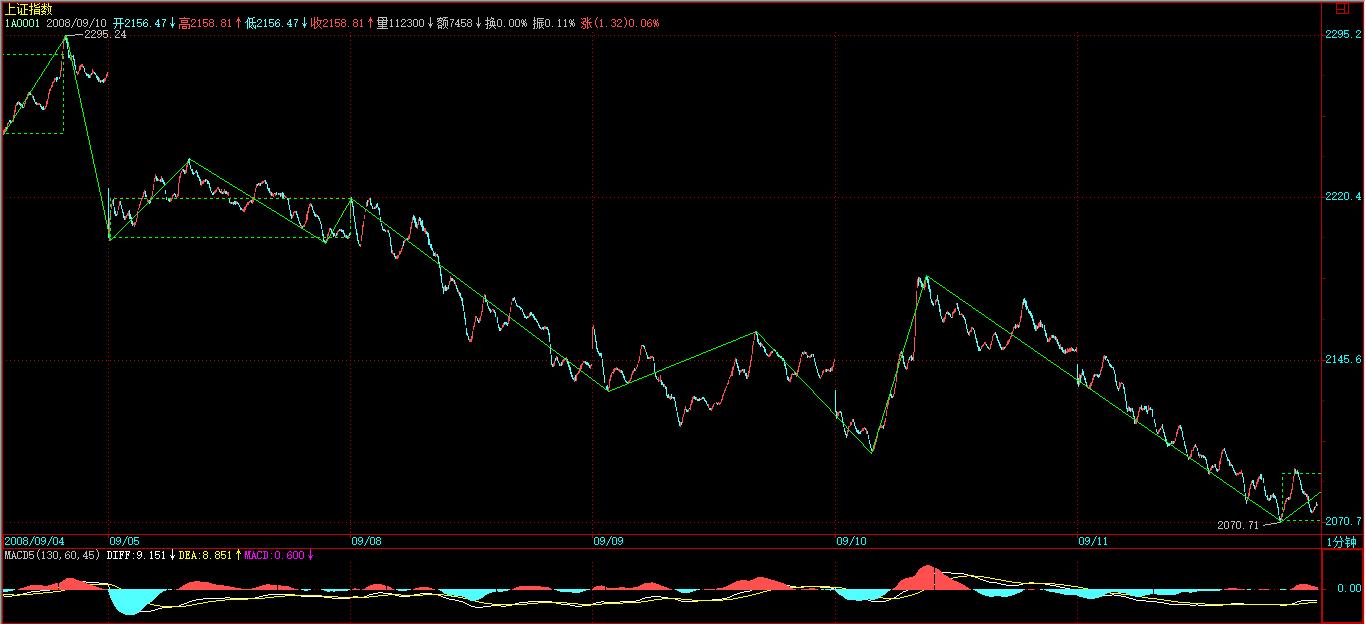 上证指数
1A0001 2008/09/10 开2156.47↓高2158.81↑低2156.47↓收2158.81↑量112300↓额7458↓换0.00% 振0.11% 涨(1.32)0.06%
2295.24
2295.2
2220.4
2145.6
2070.71
2070.7
2008/09/04 09/05 09/08 09/09 09/10 09/11 1分钟
MACD5(130,60,45) DIFF:9.151↓DEA:8.851↑MACD:0.600↓
0.00